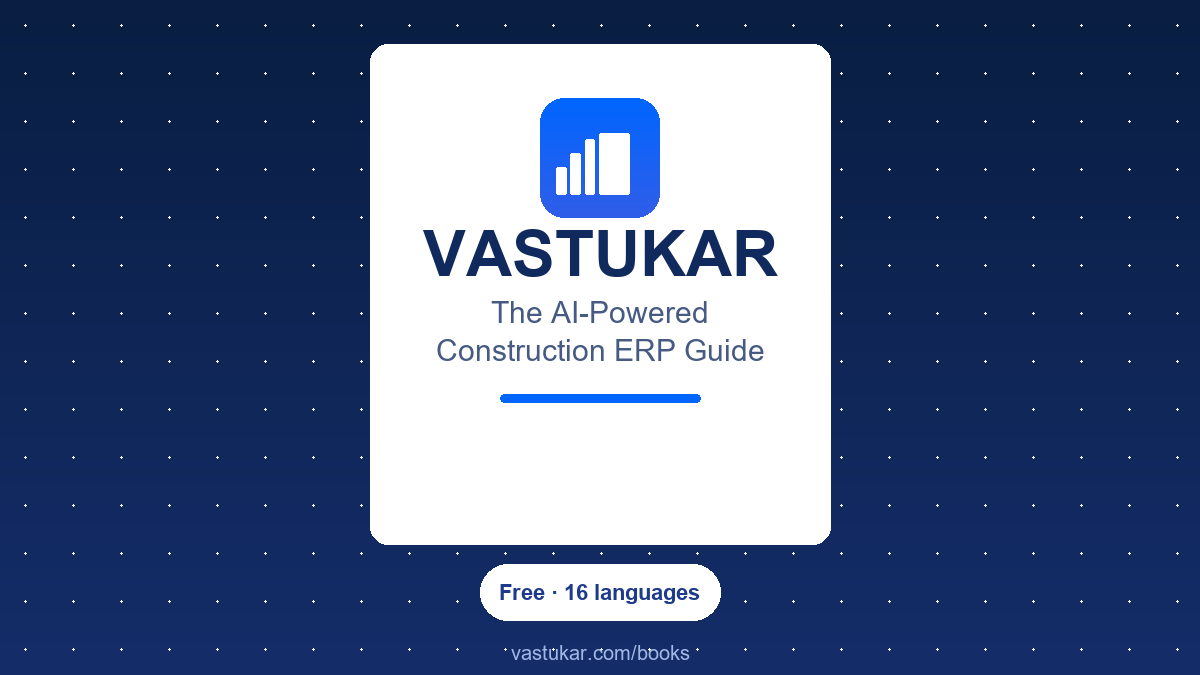 VASTUKAR
The AI-Powered
Construction ERP Guide
Free · 16 languages
vastukar.com/books